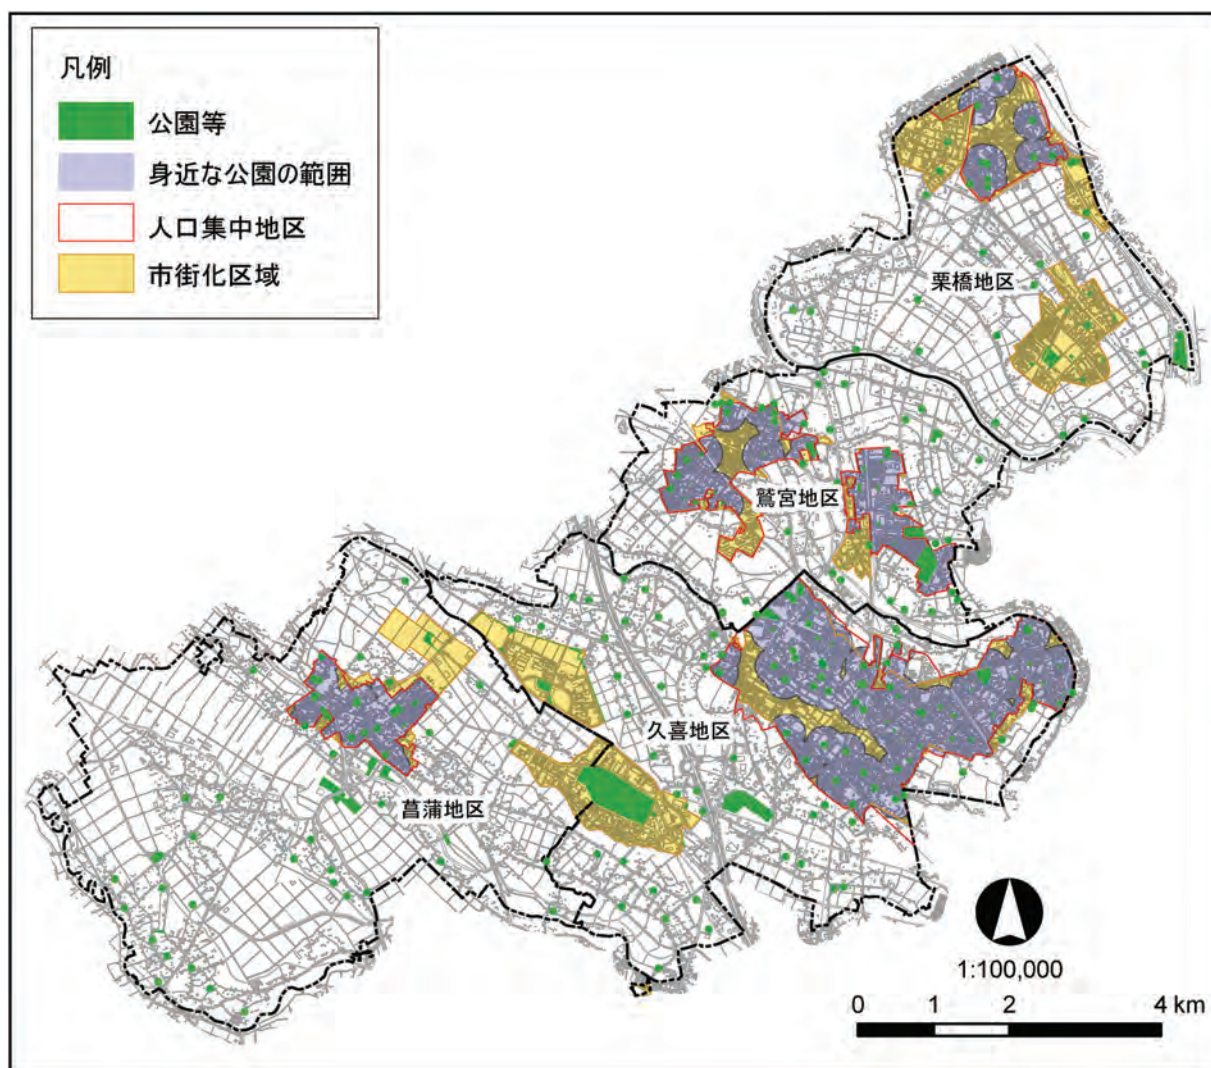 凡例
公園等
身近な公園の範囲
人口集中地区
市街化区域
栗橋地区
鷲宮地区
久喜地区
菖蒲地区
1:100,000
0 1 2 4 km